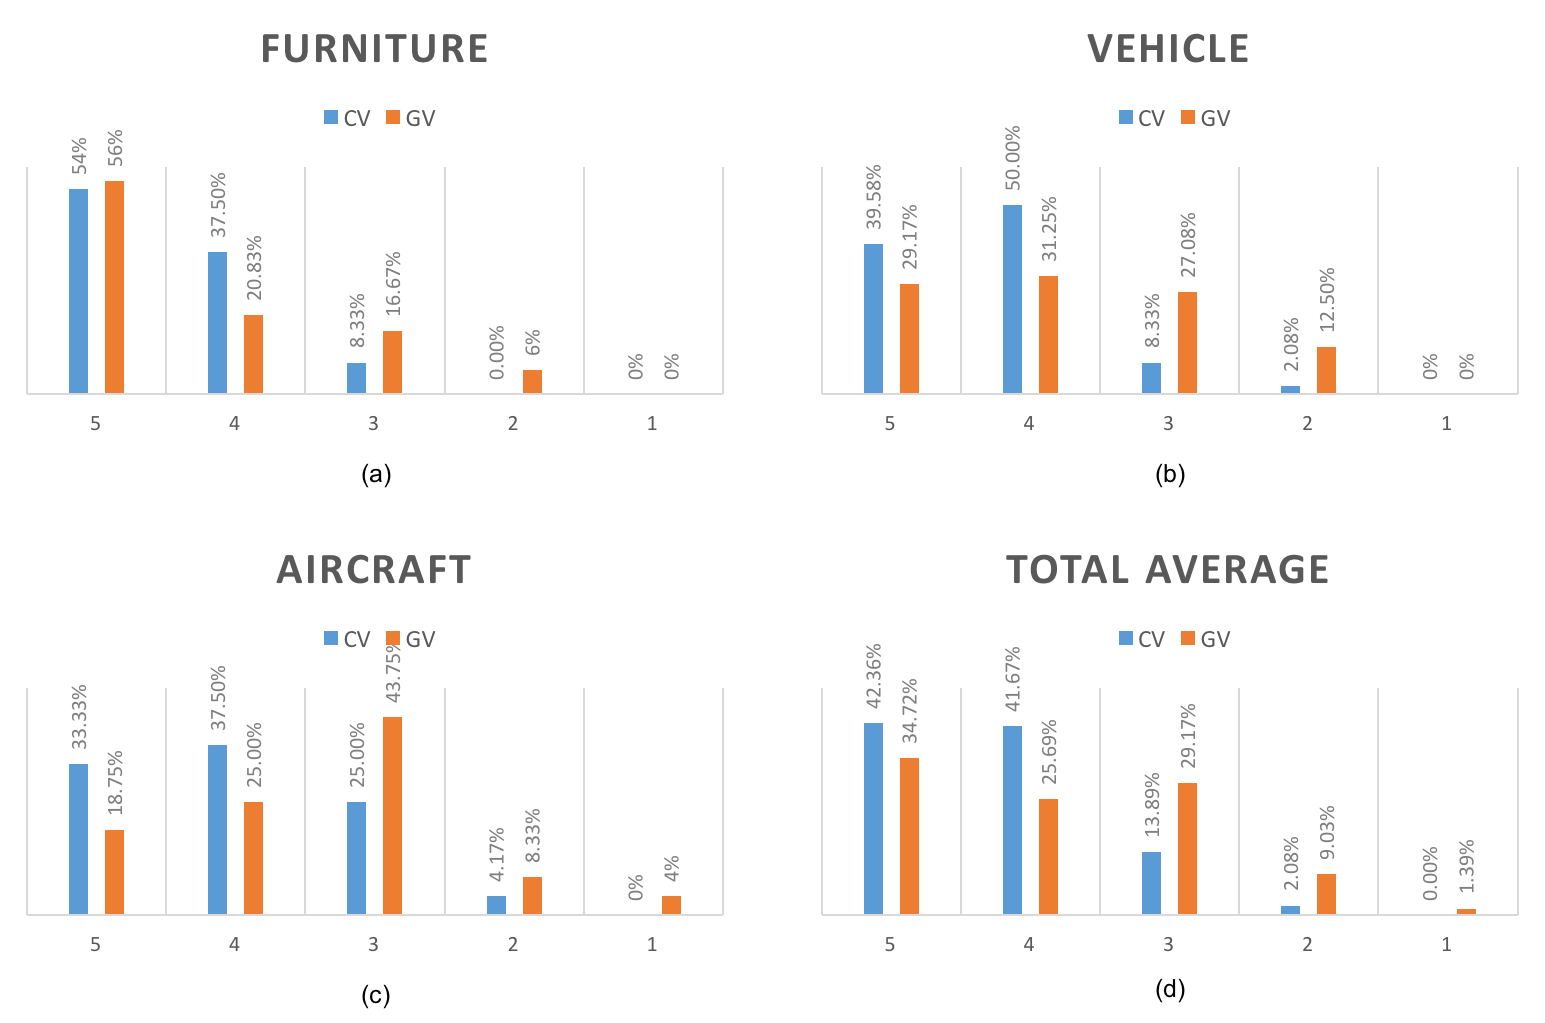 FURNITURE
CV GV
54% 56% 37.50% 20.83% 8.33% 16.67% 0.00% 6% 0% 0%
5 4 3 2 1
(a)
VEHICLE
CV GV
39.58% 29.17% 50.00% 31.25% 8.33% 27.08% 2.08% 12.50% 0% 0%
5 4 3 2 1
(b)
AIRCRAFT
CV GV
33.33% 18.75% 37.50% 25.00% 25.00% 43.75% 4.17% 8.33% 0% 4%
5 4 3 2 1
(c)
TOTAL AVERAGE
CV GV
42.36% 34.72% 41.67% 25.69% 13.89% 29.17% 2.08% 9.03% 0.00% 1.39%
5 4 3 2 1
(d)